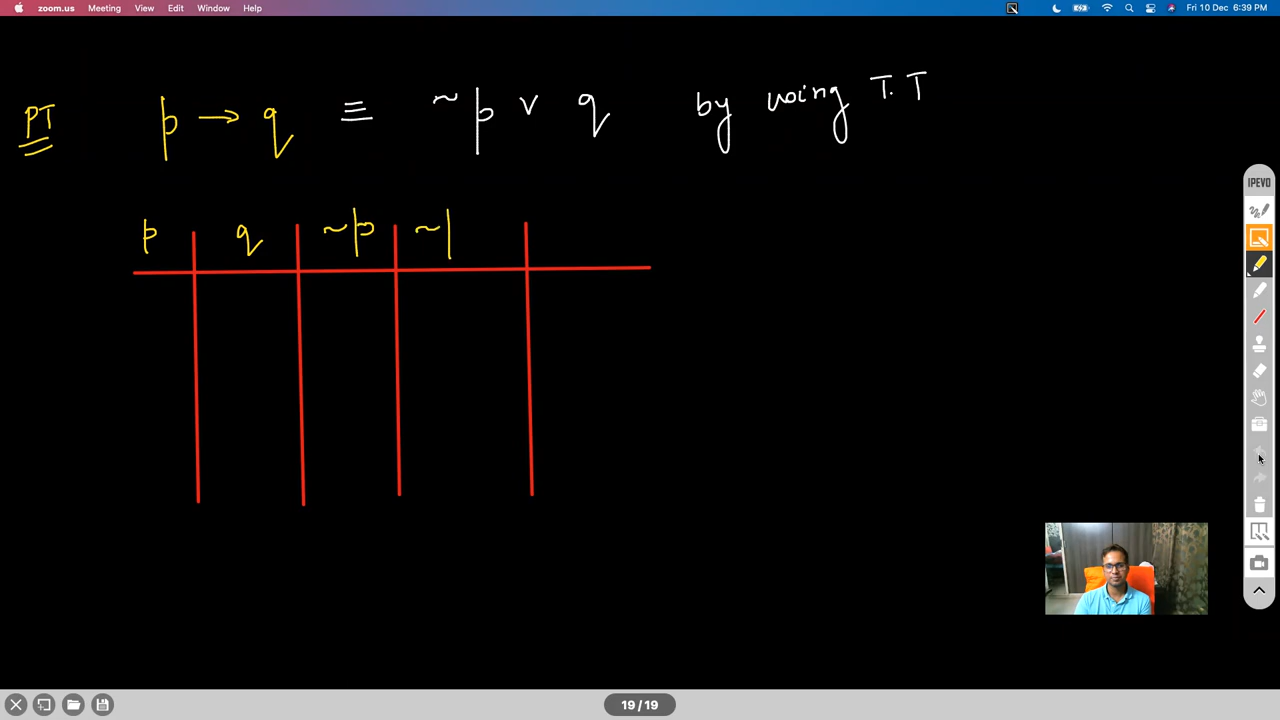 zoom.us Meeting View Edit Window Help Fri 10 Dec 6:39 PM
PT p → q ≡ ~p ∨ q by using T.T
p q ~p ~|
IPEVO
19 / 19